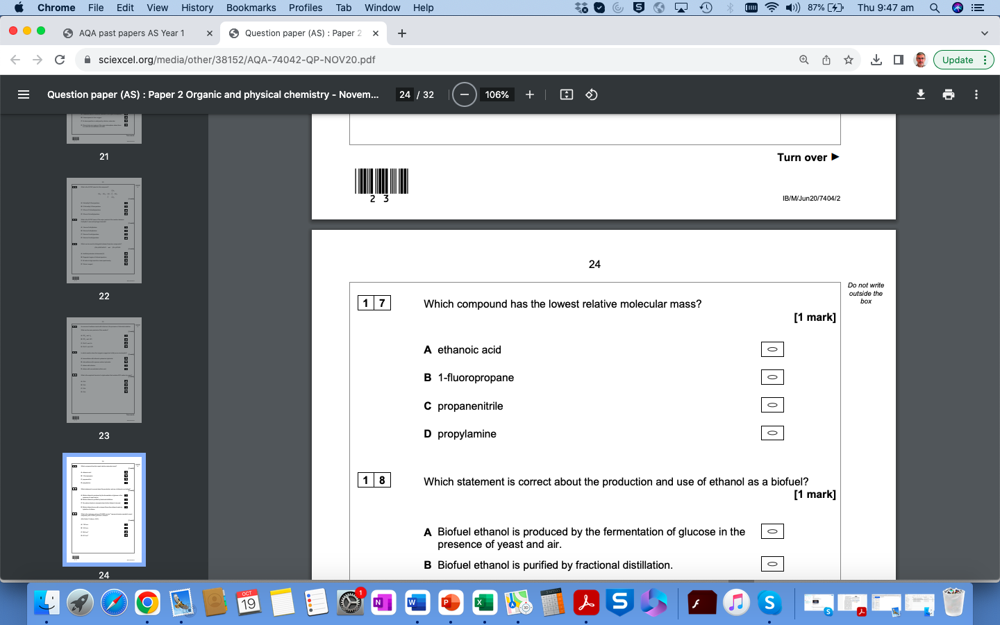 Chrome File Edit View History Bookmarks Profiles Tab Window Help 87% Thu 9:47 am
AQA past papers AS Year 1
Question paper (AS) : Paper 2
sciexcel.org/media/other/38152/AQA-74042-QP-NOV20.pdf
Update
Question paper (AS) : Paper 2 Organic and physical chemistry - Novem... 24 / 32 106%
21
22
23
24
Turn over
2 3
IB/M/Jun20/7404/2
24
Do not write
outside the
box
1 7 Which compound has the lowest relative molecular mass?
[1 mark]
A ethanoic acid
B 1-fluoropropane
C propanenitrile
D propylamine
1 8 Which statement is correct about the production and use of ethanol as a biofuel?
[1 mark]
A Biofuel ethanol is produced by the fermentation of glucose in the
presence of yeast and air.
B Biofuel ethanol is purified by fractional distillation.
OCT
19
1